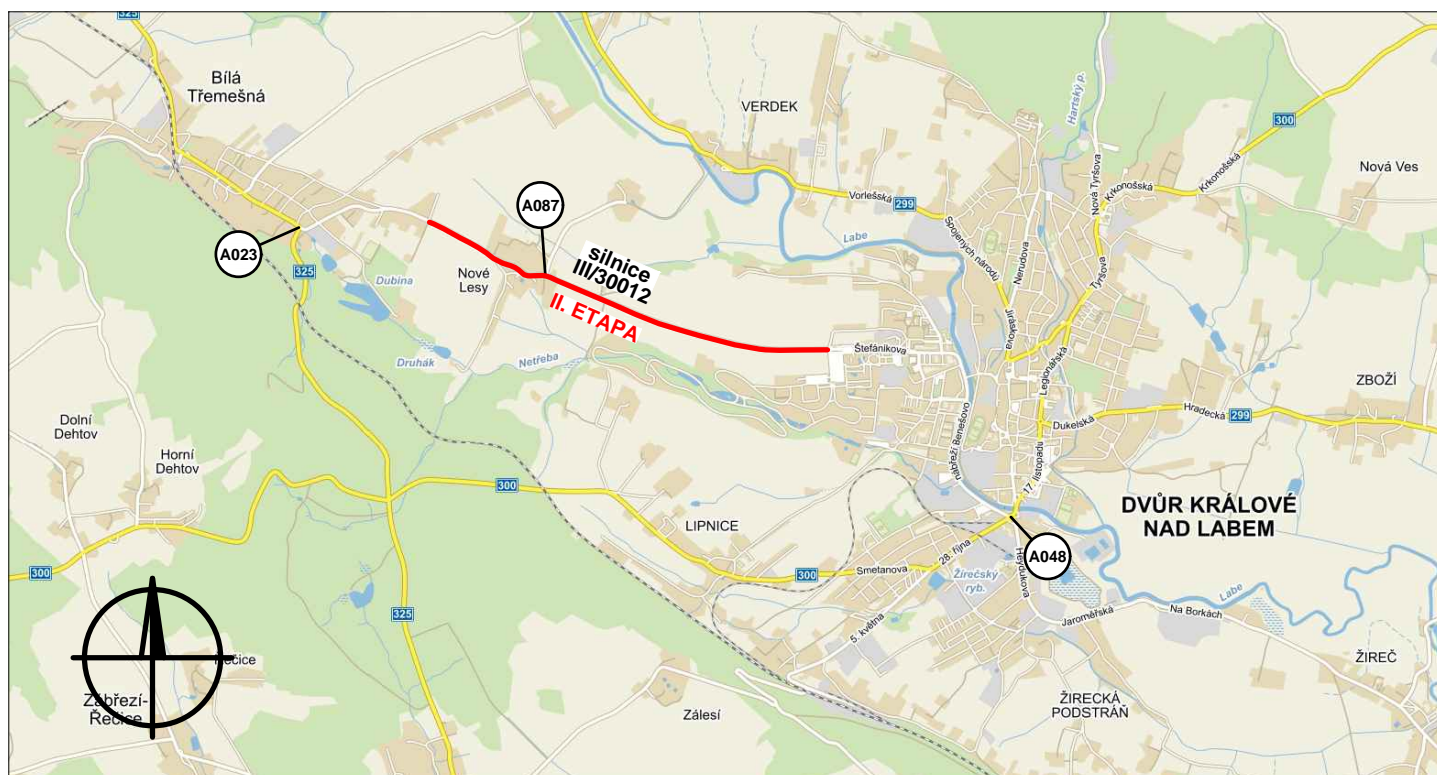 325
Bílá
Třemešná
VERDEK
Hartský p.
300
Nová Ves
Krkonošská
Krkonošská
Nová Tyršova
Vorlešská
299
A087
A023
325
Labe
Spojených národů
Nerudova
Tyršova
silnice
III/30012
II. ETAPA
Nové
Lesy
Dubina
Druhák
Netřeba
Štefánikova
Jiráskova
Legionářská
ZBOŽÍ
Hradecká
299
Dukelská
nábřeží Benešovo
17. listopadu
Dolní
Dehtov
Horní
Dehtov
300
LIPNICE
DVŮR KRÁLOVÉ
NAD LABEM
A048
28. října
Smetanova
300
300
Žirečský
ryb.
Heydukova
Labe
Jaroměřská
Na Borkách
5. května
325
ŽIREČ
ŽIRECKÁ
PODSTRÁŇ
Zálesí
Řečice
Zábřezí-
Řečice